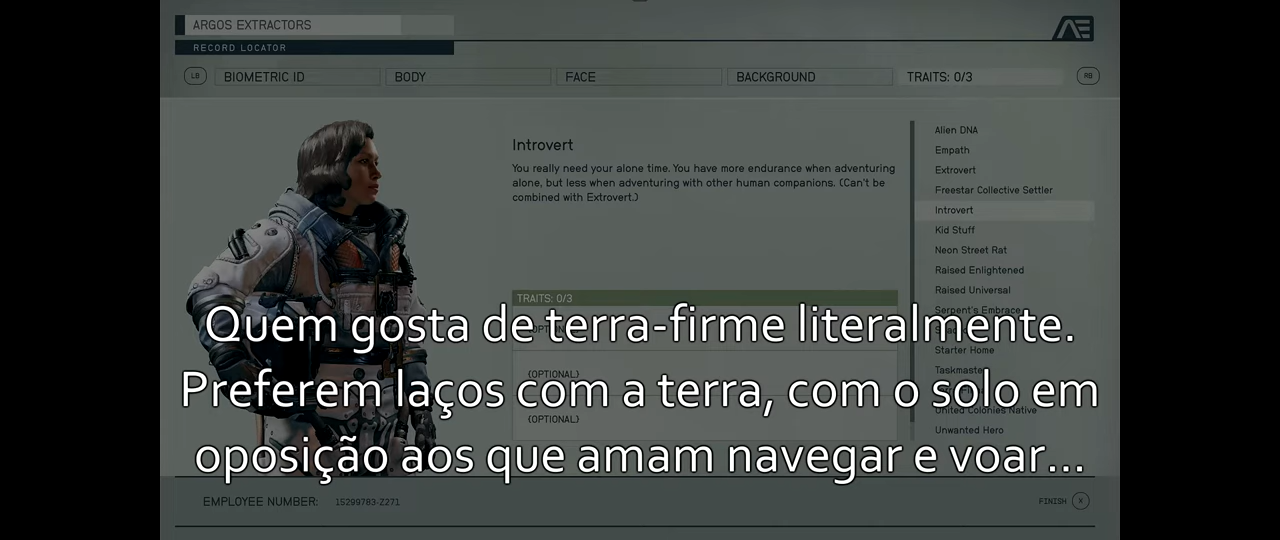 ARGOS EXTRACTORS
AE
RECORD LOCATOR
LB
BIOMETRIC ID
BODY
FACE
BACKGROUND
TRAITS: 0/3
RB
Introvert
You really need your alone time. You have more endurance when adventuring
alone, but less when adventuring with other human companions. (Can't be
combined with Extrovert.)
Alien DNA
Empath
Extrovert
Freestar Collective Settler
Introvert
Kid Stuff
Neon Street Rat
Raised Enlightened
Raised Universal
Serpent's Embrace
Starter Home
Taskmaster
United Colonies Native
Unwanted Hero
TRAITS: 0/3
(OPTIONAL)
(OPTIONAL)
Quem gosta de terra-firme literalmente.
Preferem laços com a terra, com o solo em
oposição aos que amam navegar e voar...
EMPLOYEE NUMBER: 15299783-Z271
FINISH X